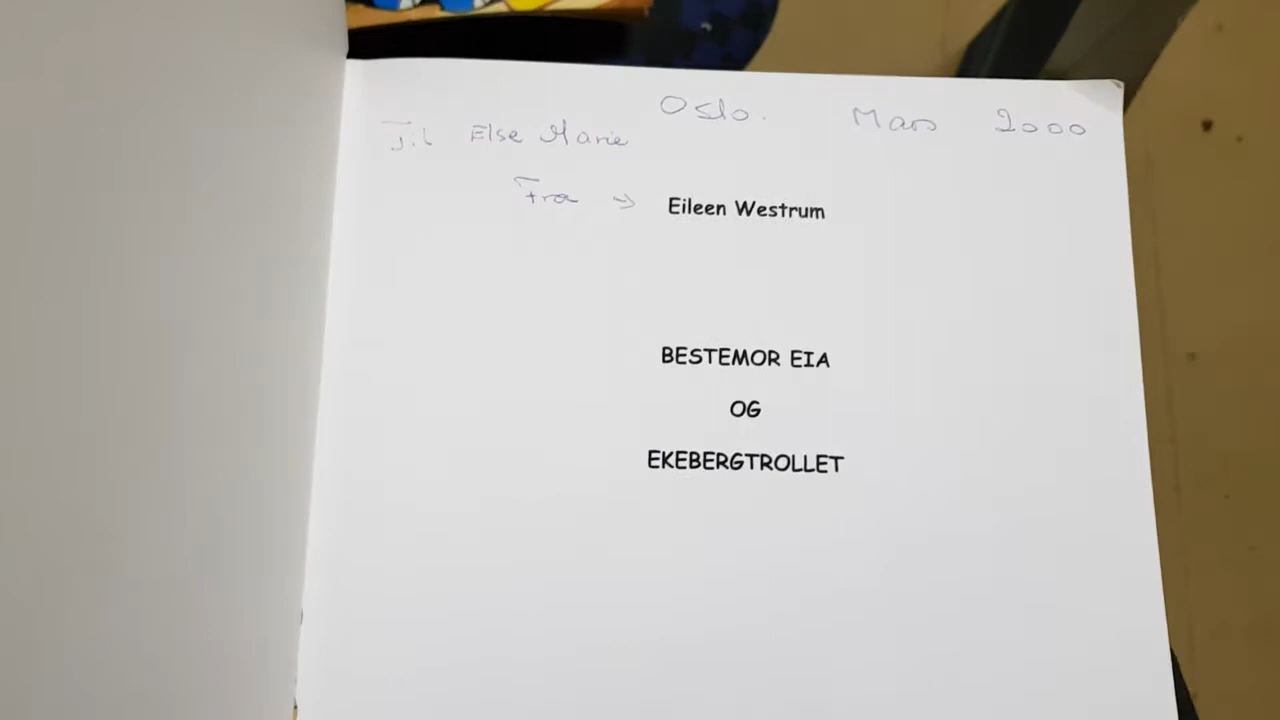 Oslo. Mars 2000
Til Else Marie
Fra → Eileen Westrum
BESTEMOR EIA
OG
EKEBERGTROLLET